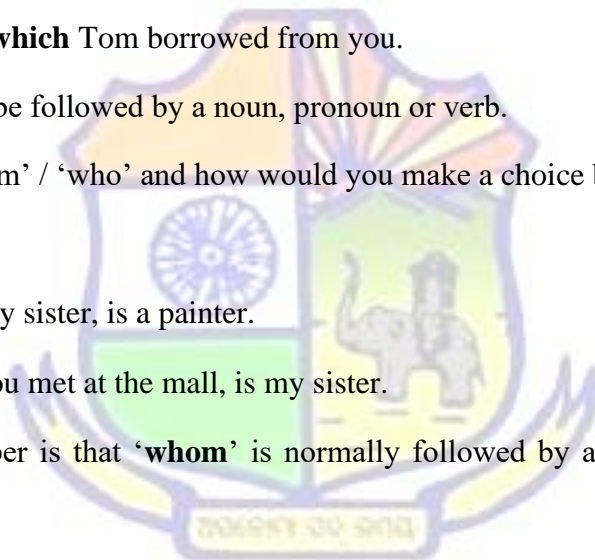 which Tom borrowed from you.
be followed by a noun, pronoun or verb.
m’ / ‘who’ and how would you make a choice b
y sister, is a painter.
ou met at the mall, is my sister.
per is that ‘whom’ is normally followed by a